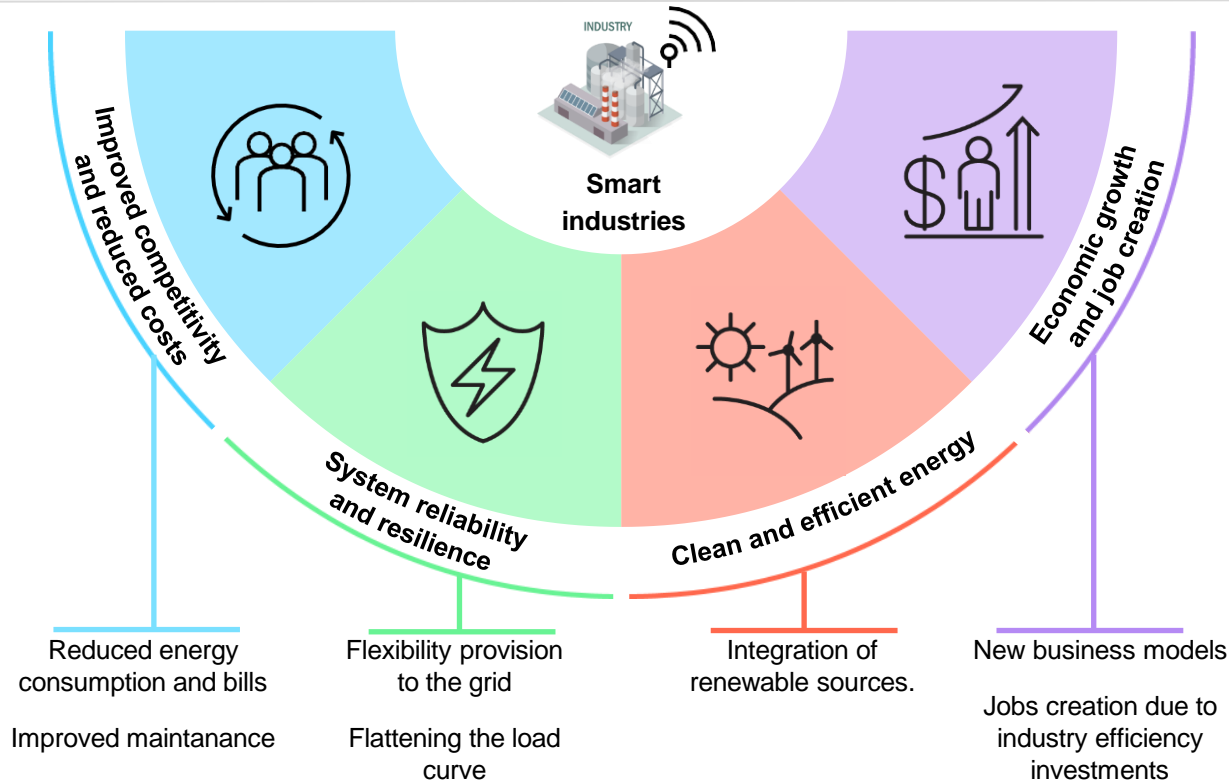 INDUSTRY
Smart
industries
Improved competitivity
and reduced costs
System reliability
and resilience
Clean and efficient energy
Economic growth
and job creation
Reduced energy
consumption and bills
Improved maintanance
Flexibility provision
to the grid
Flattening the load
curve
Integration of
renewable sources.
New business models
Jobs creation due to
industry efficiency
investments